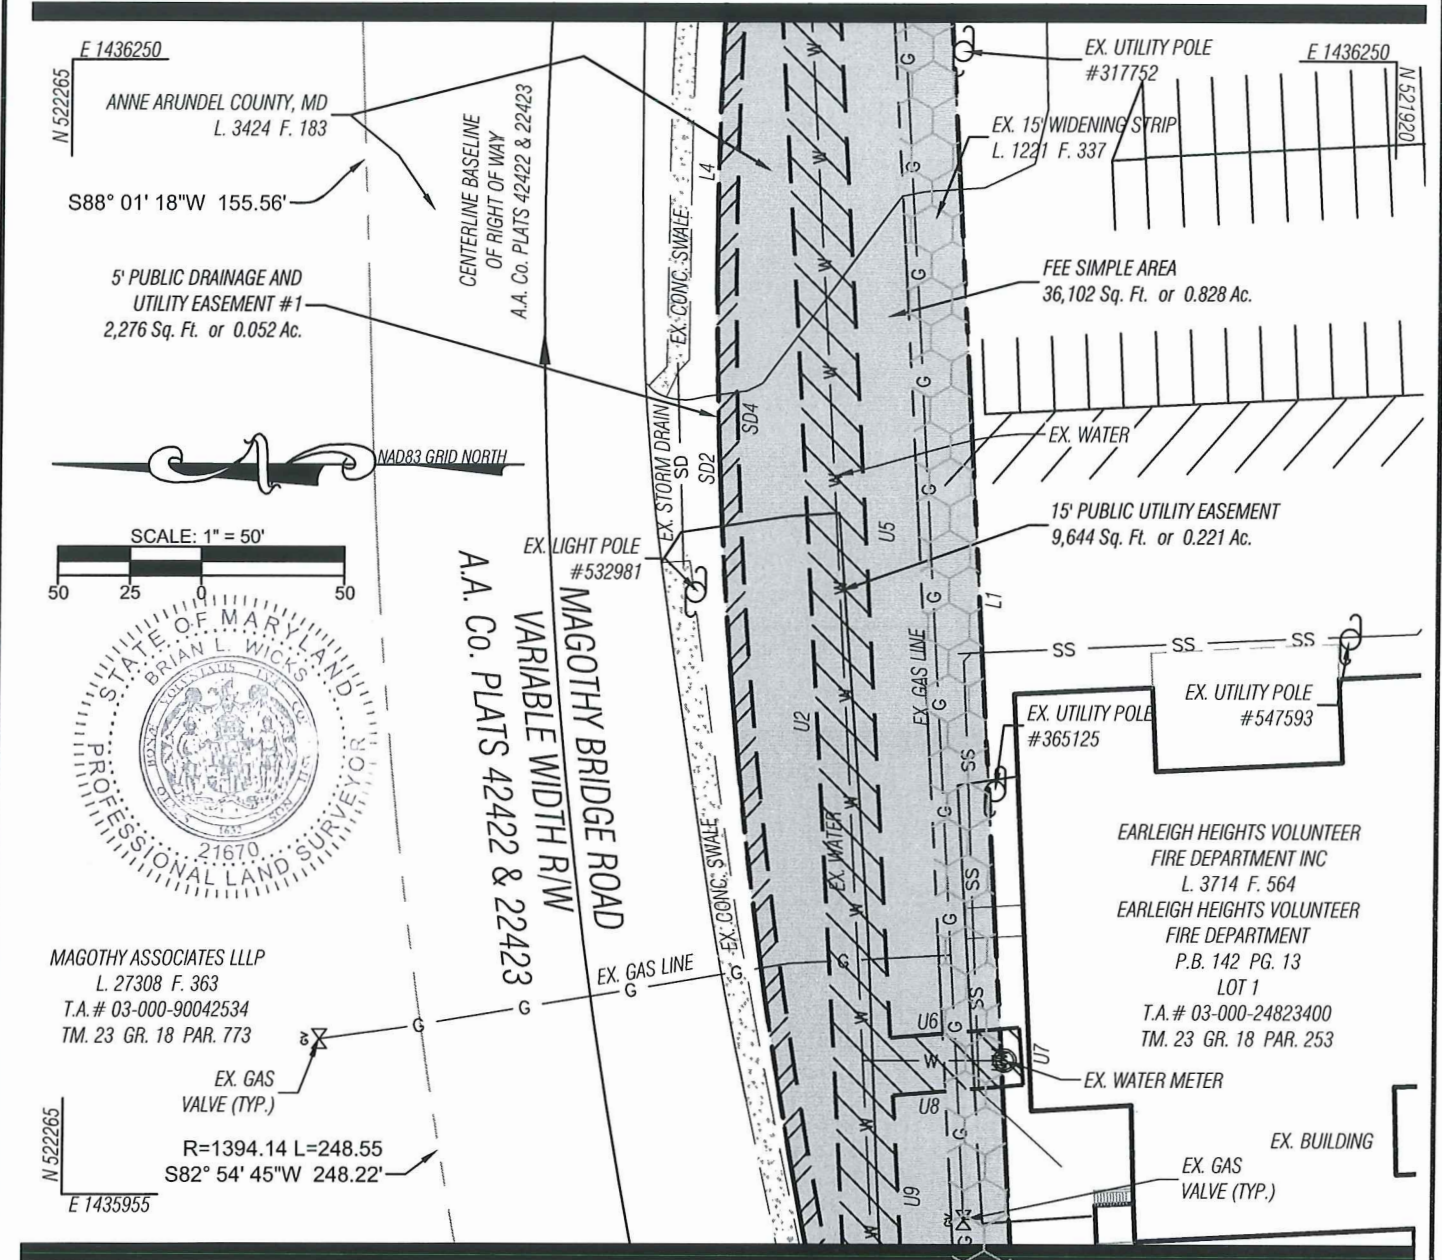 E 1436250
N 522265
ANNE ARUNDEL COUNTY, MD
L. 3424 F. 183
S88° 01' 18"W 155.56'
5' PUBLIC DRAINAGE AND
UTILITY EASEMENT #1
2,276 Sq. Ft. or 0.052 Ac.
CENTERLINE BASELINE
OF RIGHT OF WAY
A.A. Co. PLATS 42422 & 22423
EX. CONC. SWALE
L4
EX. UTILITY POLE
#317752
E 1436250
N 521920
EX. 15' WIDENING STRIP
L. 1221 F. 337
FEE SIMPLE AREA
36,102 Sq. Ft. or 0.828 Ac.
NAD83 GRID NORTH
SCALE: 1" = 50'
50 25 0 50
EX. STORM DRAIN
SD
SD2
SD4
EX. WATER
15' PUBLIC UTILITY EASEMENT
9,644 Sq. Ft. or 0.221 Ac.
U5
L1
EX. LIGHT POLE
#532981
STATE OF MARYLAND
BRIAN L. WICKS
1632
21670
PROFESSIONAL LAND SURVEYOR
MAGOTHY BRIDGE ROAD
VARIABLE WIDTH R/W
A.A. Co. PLATS 42422 & 22423
U2
EX. GAS LINE
EX. WATER
EX. CONC. SWALE
SS SS SS
EX. UTILITY POLE
#547593
EX. UTILITY POLE
#365125
SS
SS
SS
EARLEIGH HEIGHTS VOLUNTEER
FIRE DEPARTMENT INC
L. 3714 F. 564
EARLEIGH HEIGHTS VOLUNTEER
FIRE DEPARTMENT
P.B. 142 PG. 13
LOT 1
T.A.# 03-000-24823400
TM. 23 GR. 18 PAR. 253
MAGOTHY ASSOCIATES LLLP
L. 27308 F. 363
T.A.# 03-000-90042534
TM. 23 GR. 18 PAR. 773
EX. GAS LINE
G G G G G
GV
EX. GAS
VALVE (TYP.)
U6
W
U7
U8
EX. WATER METER
R=1394.14 L=248.55
S82° 54' 45"W 248.22'
N 522265
E 1435955
U9
GV
EX. GAS
VALVE (TYP.)
EX. BUILDING